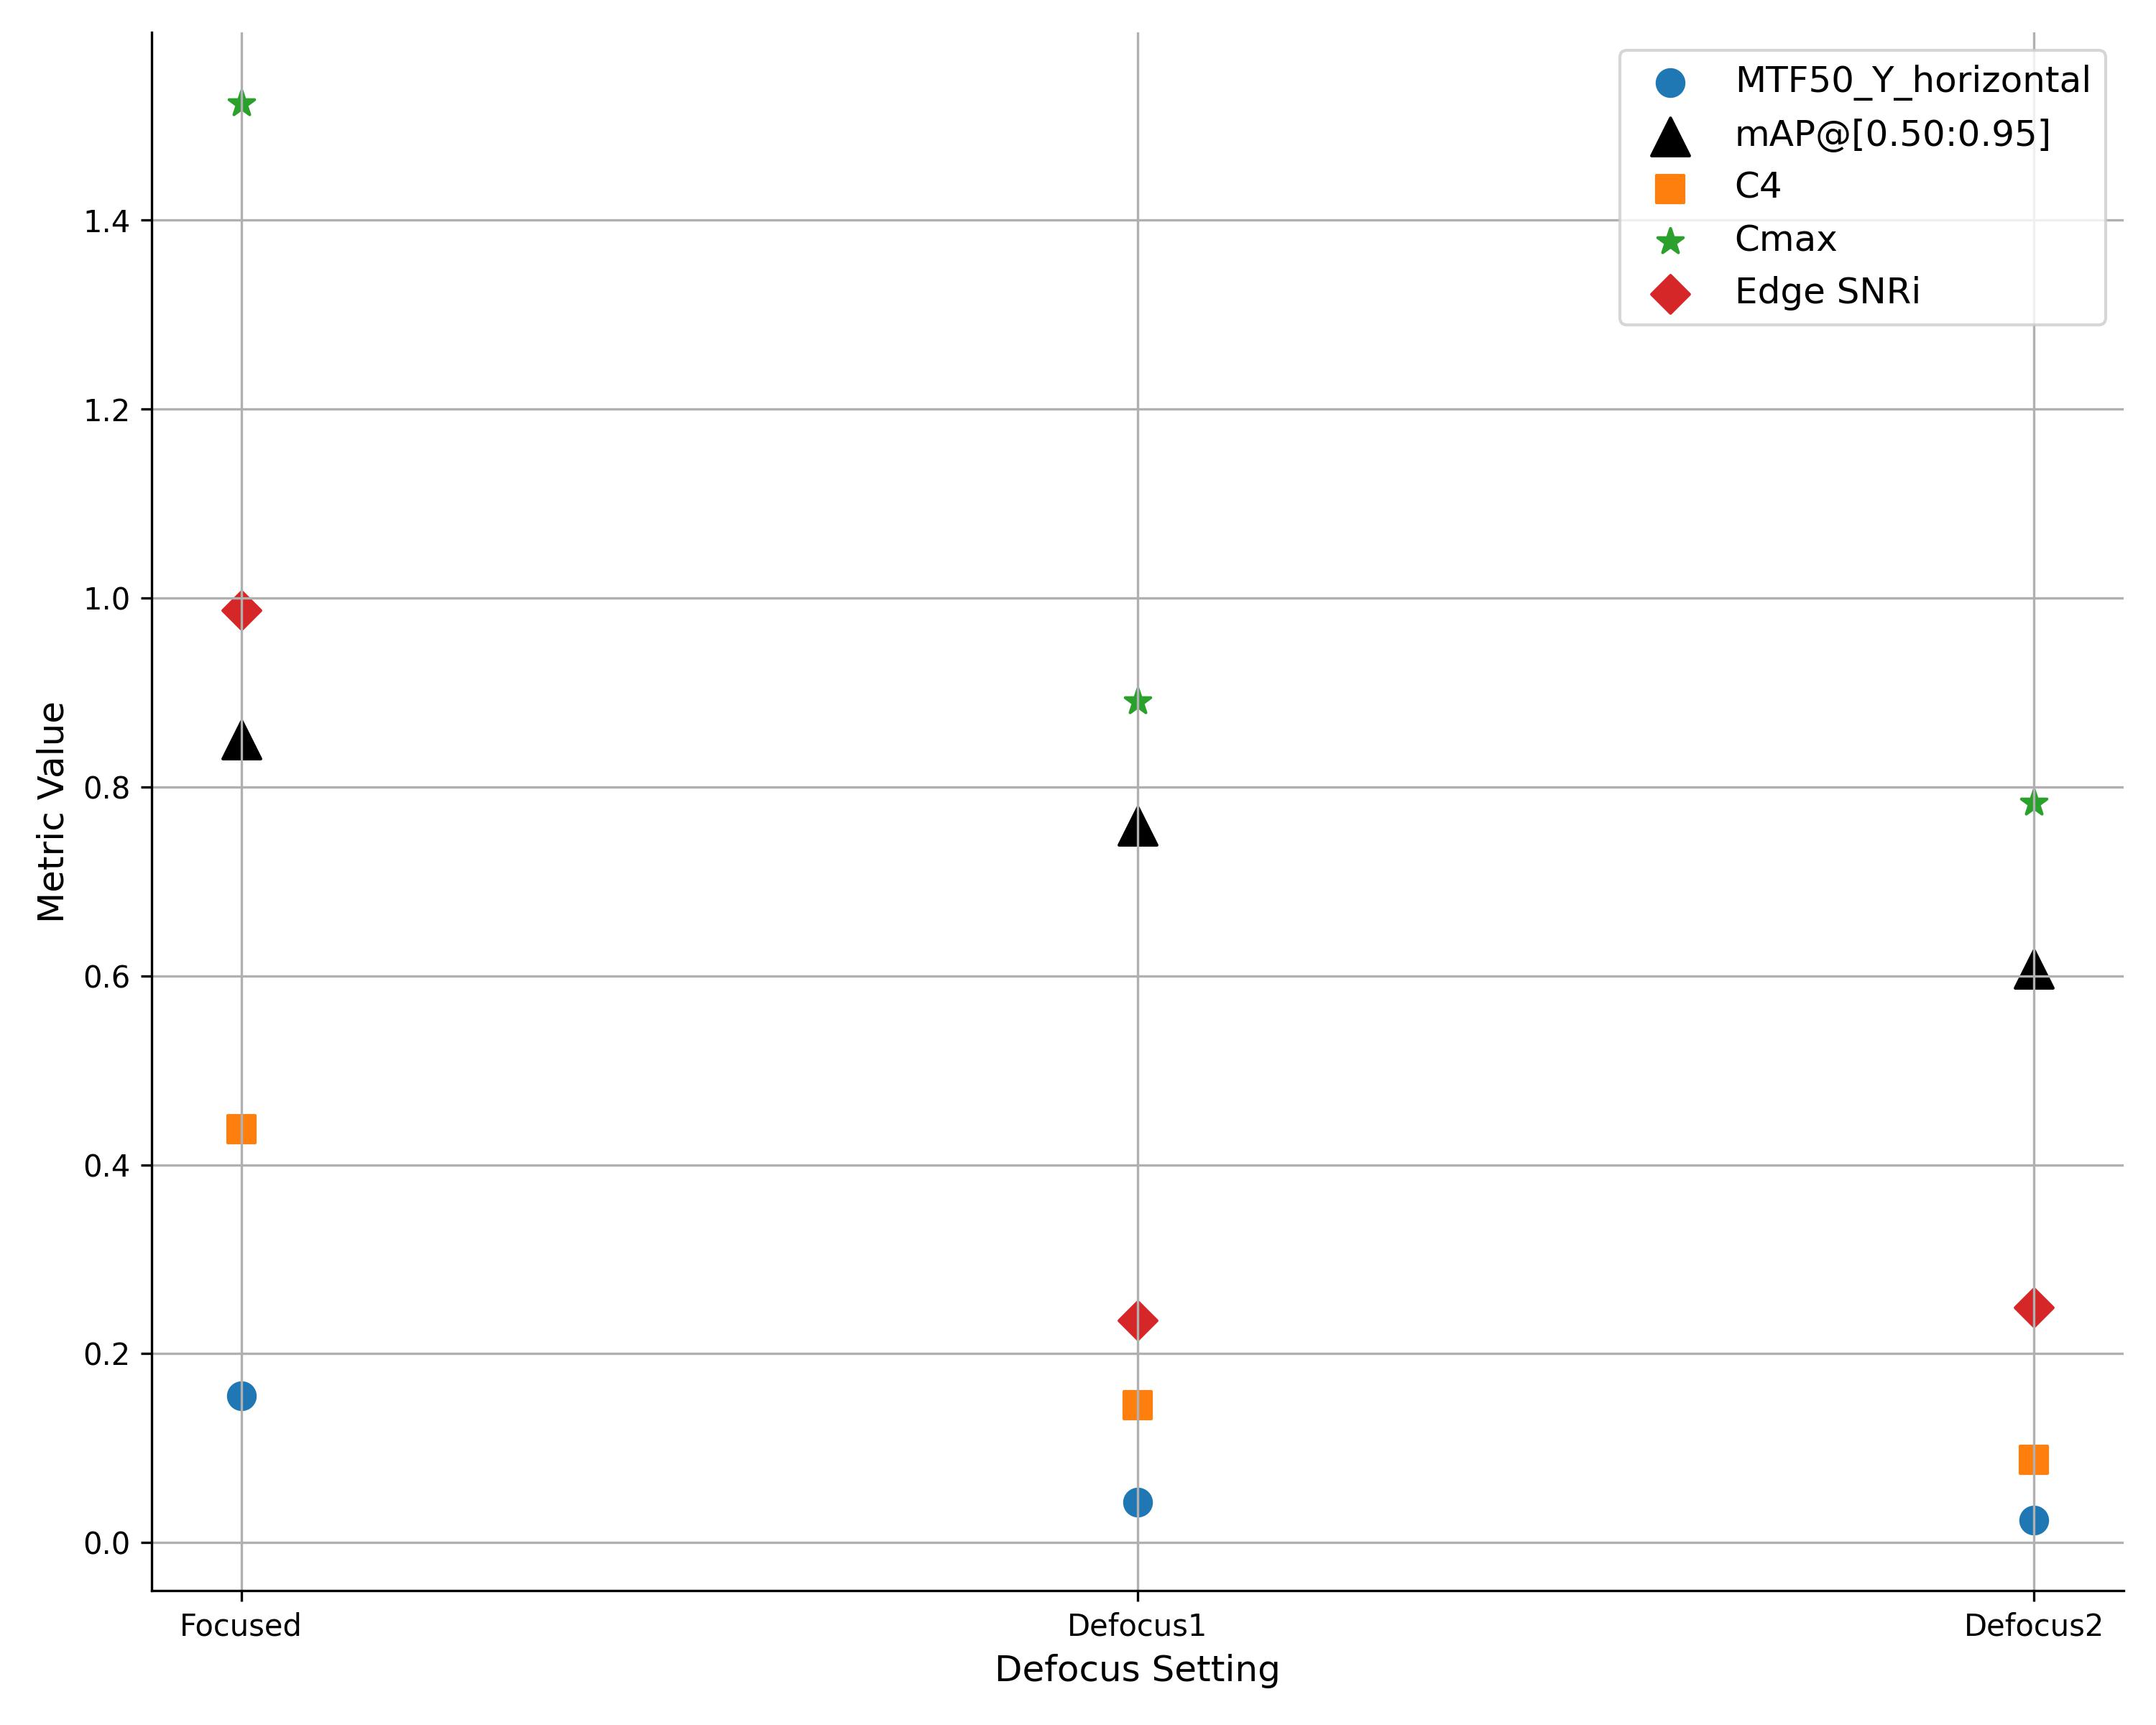 MTF50_Y_horizontal
mAP@[0.50:0.95]
C4
Cmax
Edge SNRi
1.4
1.2
1.0
0.8
0.6
0.4
0.2
0.0
Metric Value
Focused
Defocus1
Defocus2
Defocus Setting